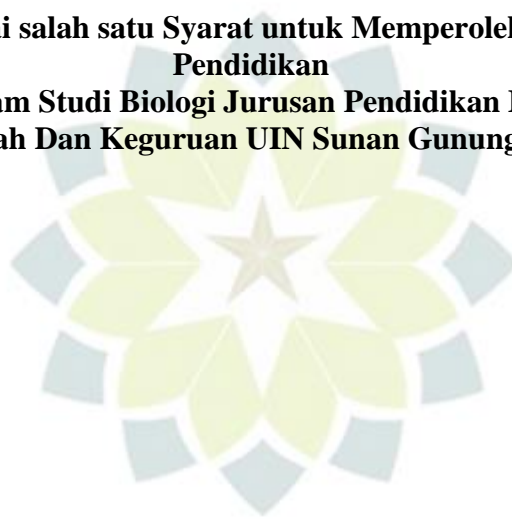 i salah satu Syarat untuk Memperoleh
Pendidikan
am Studi Biologi Jurusan Pendidikan
ah Dan Keguruan UIN Sunan Gunung